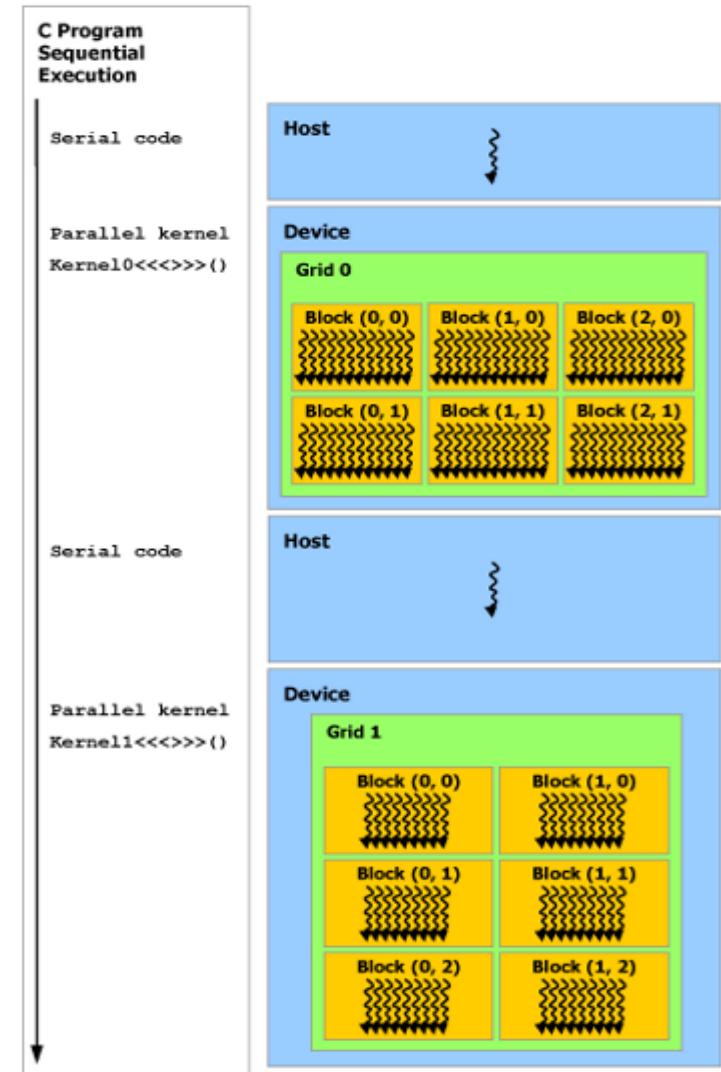 C Program
Sequential
Execution
Serial code
Host
Parallel kernel
Kernel0<<<>>>()
Device
Grid 0
Block (0, 0) Block (1, 0) Block (2, 0)
Block (0, 1) Block (1, 1) Block (2, 1)
Serial code
Host
Parallel kernel
Kernel1<<<>>>()
Device
Grid 1
Block (0, 0) Block (1, 0)
Block (0, 1) Block (1, 1)
Block (0, 2) Block (1, 2)